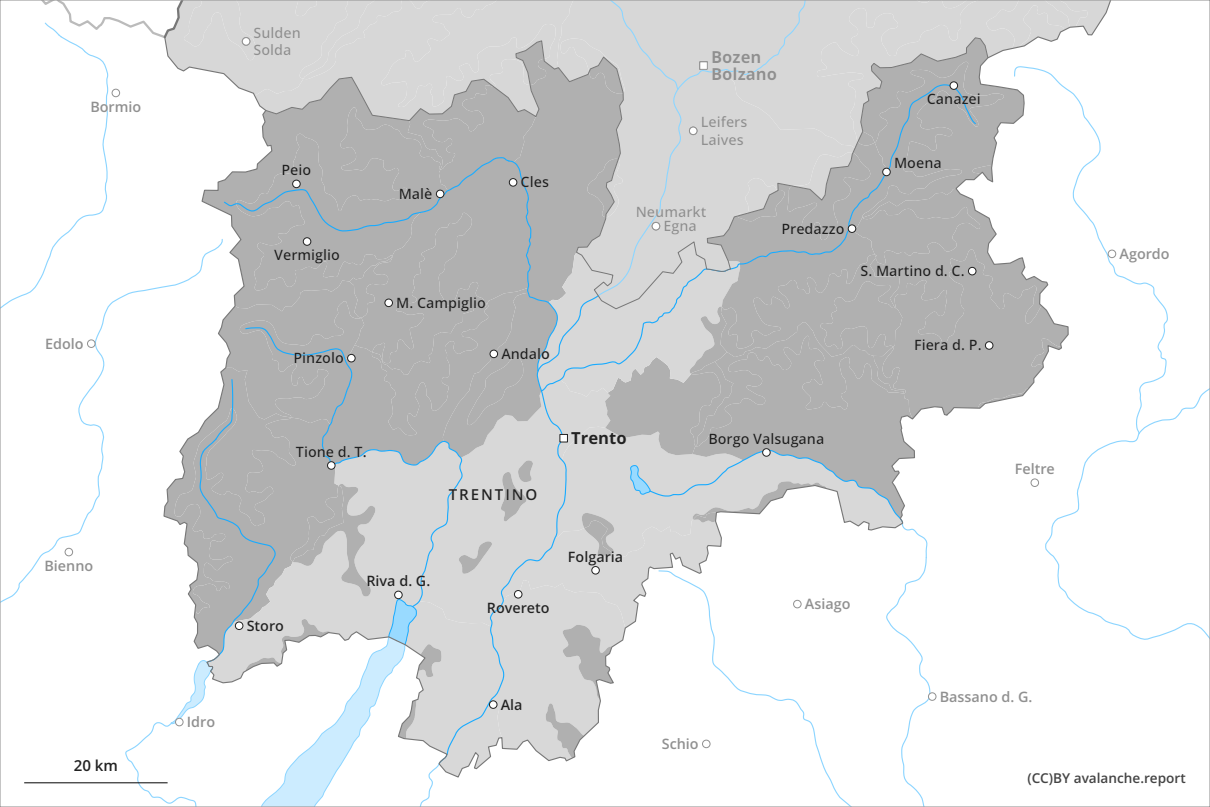 Sulden
Solda
Bozen
Bolzano
Bormio
Canazei
Leifers
Laives
Moena
Peio
Malè
Cles
Neumarkt
Egna
Predazzo
Vermiglio
Agordo
S. Martino d. C.
M. Campiglio
Edolo
Fiera d. P.
Pinzolo
Andalo
Trento
Borgo Valsugana
Tione d. T.
Feltre
TRENTINO
Bienno
Folgaria
Riva d. G.
Rovereto
Asiago
Storo
Bassano d. G.
Ala
Idro
Schio
20 km
(CC)BY avalanche.report